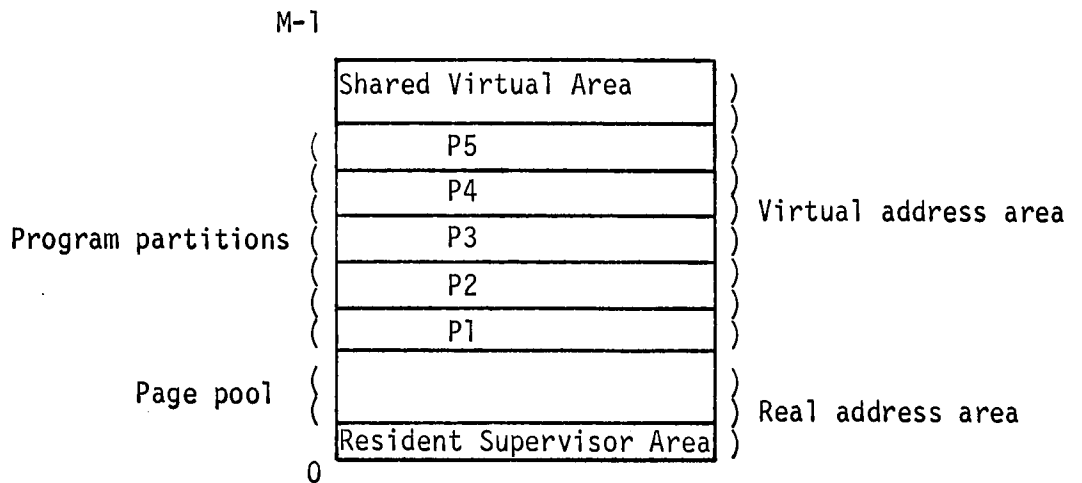 M-1
Shared Virtual Area
P5
P4
Virtual address area
Program partitions
P3
P2
P1
Page pool
Real address area
Resident Supervisor Area
0